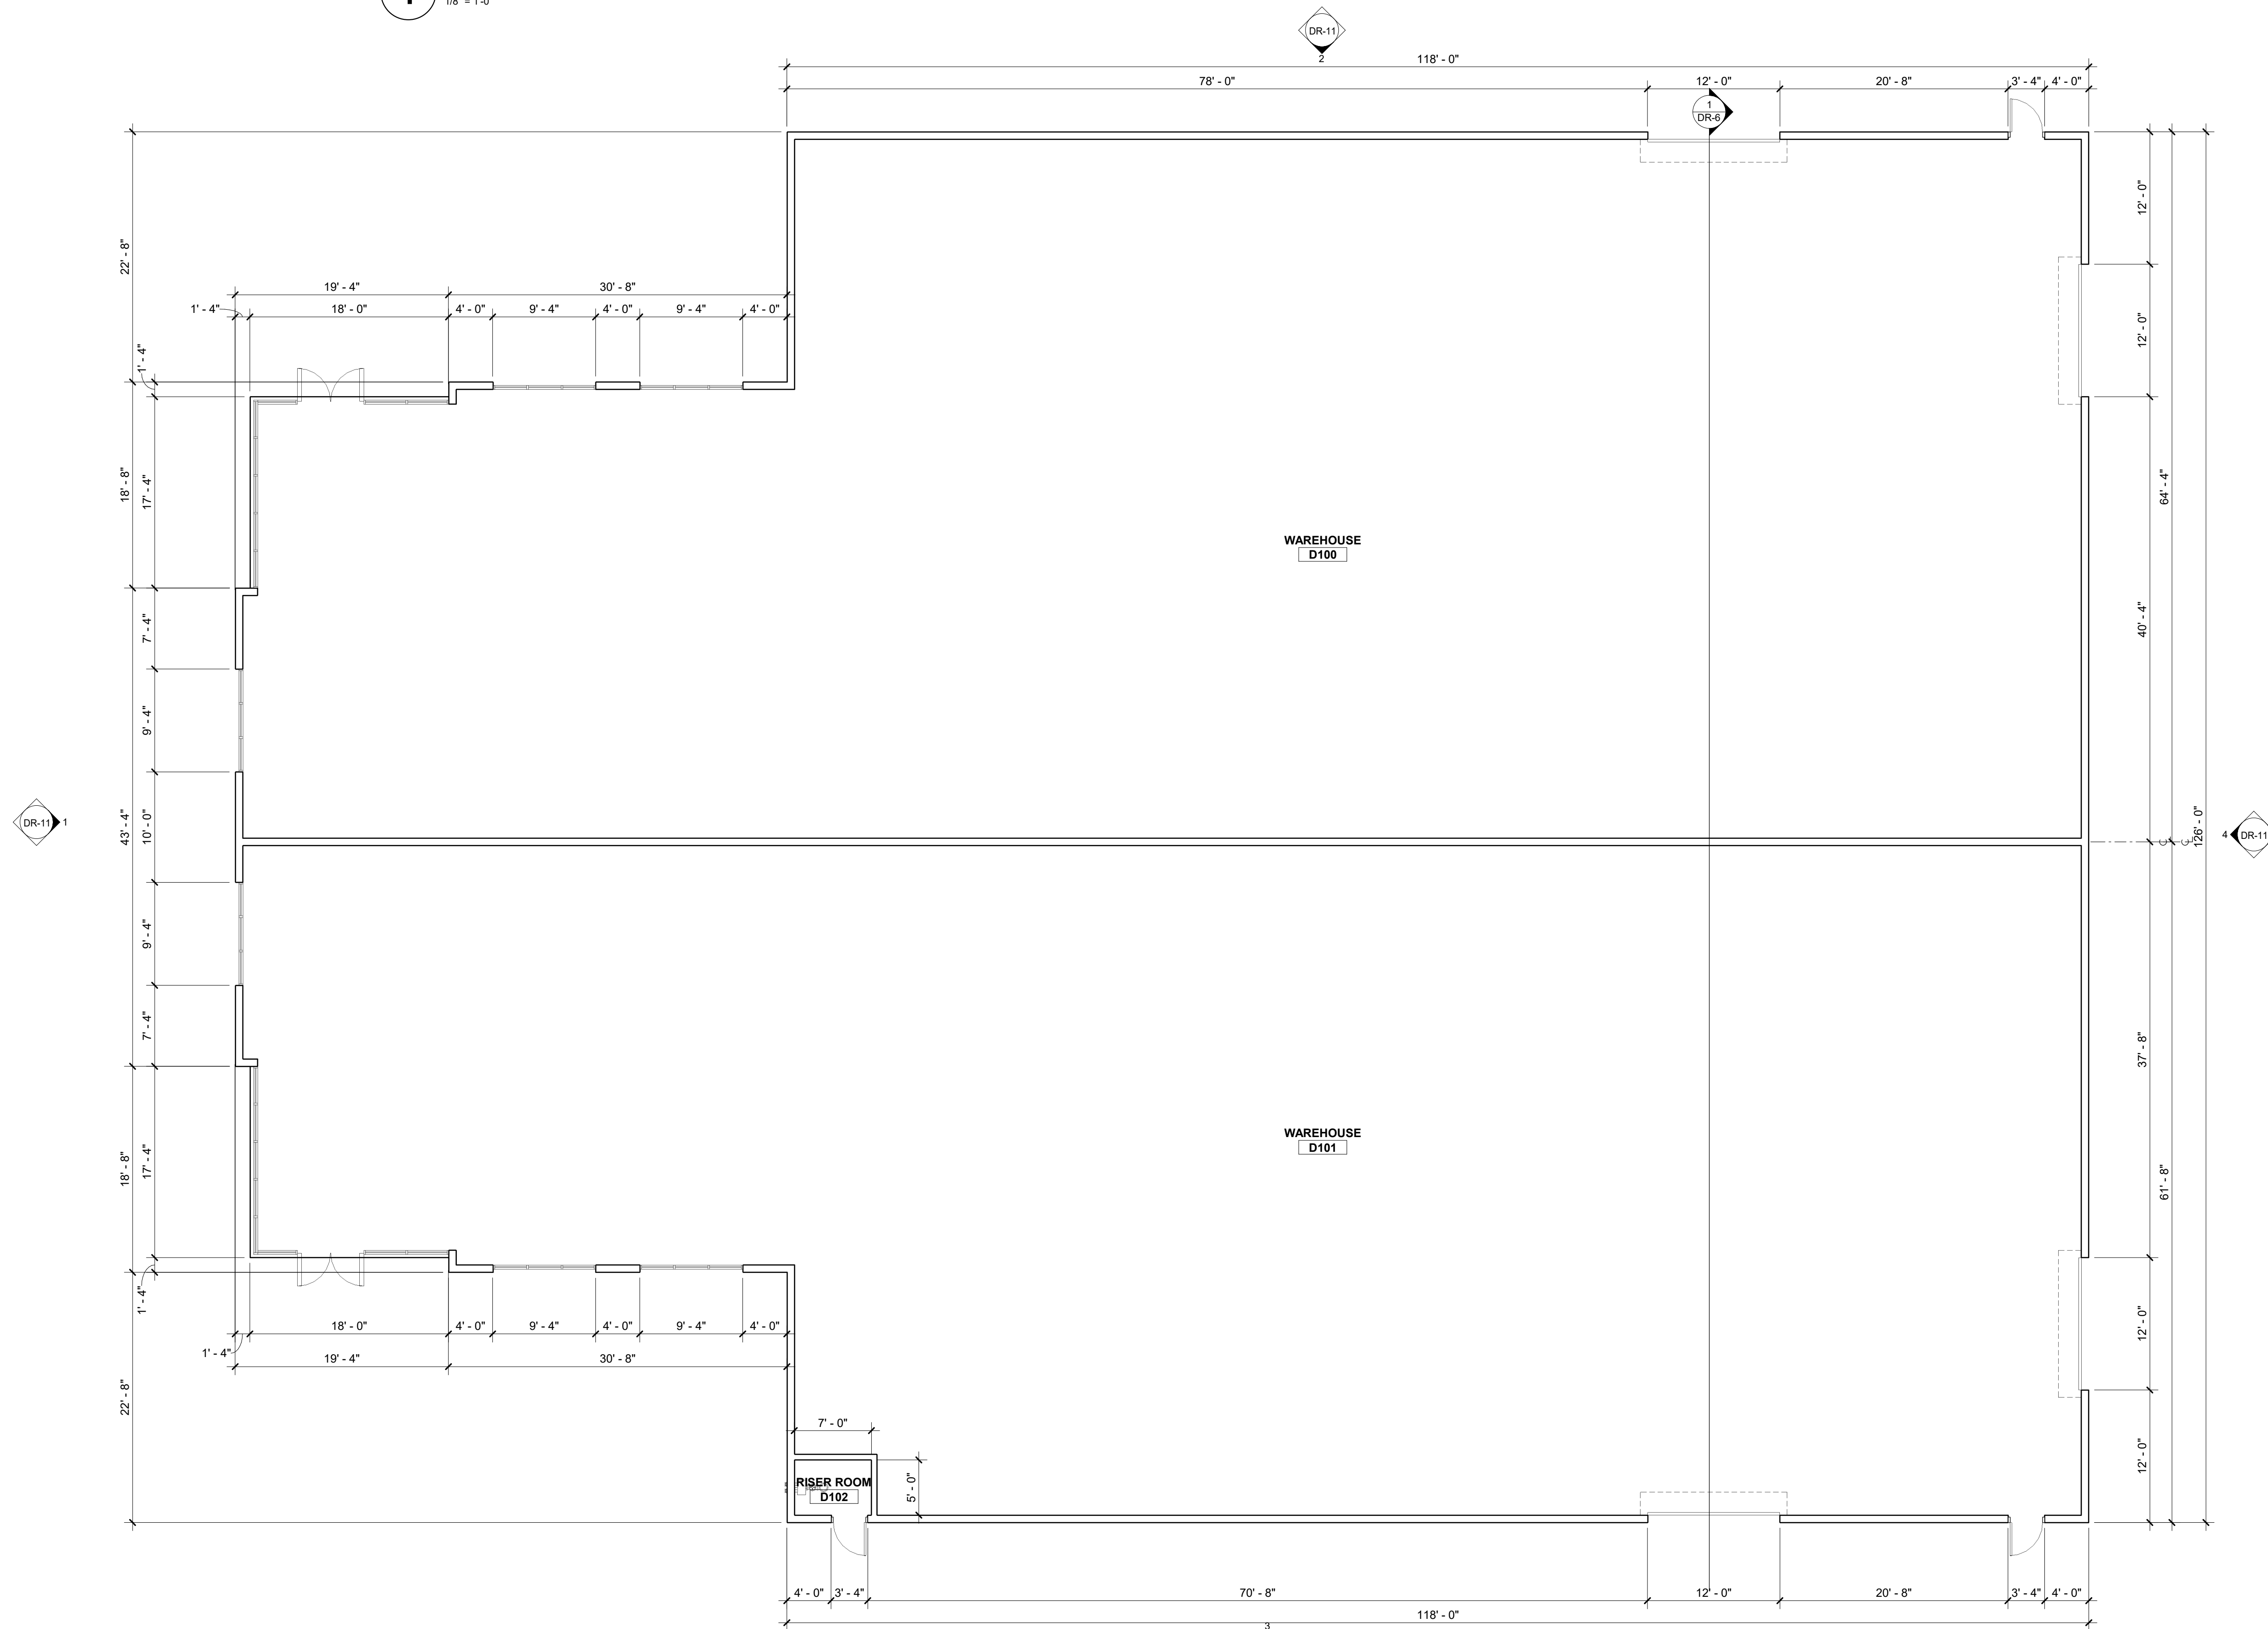 1/8" = 1'-0"
DR-11
2
118' - 0"
78' - 0"
12' - 0"
20' - 8"
3' - 4"
4' - 0"
1
DR-6
22' - 8"
12' - 0"
19' - 4"
30' - 8"
1' - 4"
18' - 0"
4' - 0"
9' - 4"
4' - 0"
9' - 4"
4' - 0"
12' - 0"
1' - 4"
18' - 8"
17' - 4"
64' - 4"
WAREHOUSE
D100
7' - 4"
40' - 4"
9' - 4"
DR-11
1
43' - 4"
10' - 0"
126' - 0"
4
DR-11
9' - 4"
7' - 4"
37' - 8"
WAREHOUSE
D101
18' - 8"
17' - 4"
61' - 8"
1' - 4"
18' - 0"
4' - 0"
9' - 4"
4' - 0"
9' - 4"
4' - 0"
12' - 0"
1' - 4"
19' - 4"
30' - 8"
22' - 8"
7' - 0"
12' - 0"
RISER ROOM
D102
5' - 0"
4' - 0"
3' - 4"
70' - 8"
12' - 0"
20' - 8"
3' - 4"
4' - 0"
118' - 0"
3